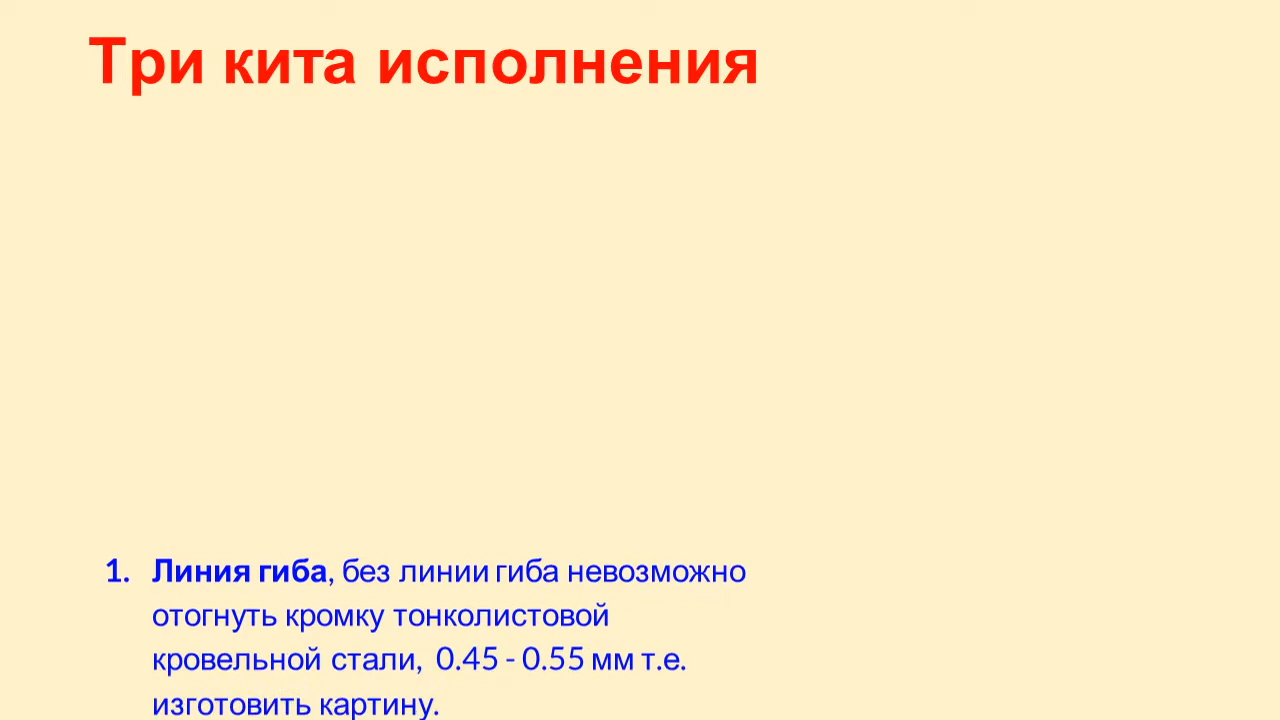 Три кита исполнения
1. Линия гиба, без линии гиба невозможно
отогнуть кромку тонколистовой
кровельной стали, 0.45 - 0.55 мм т.е.
изготовить картину.